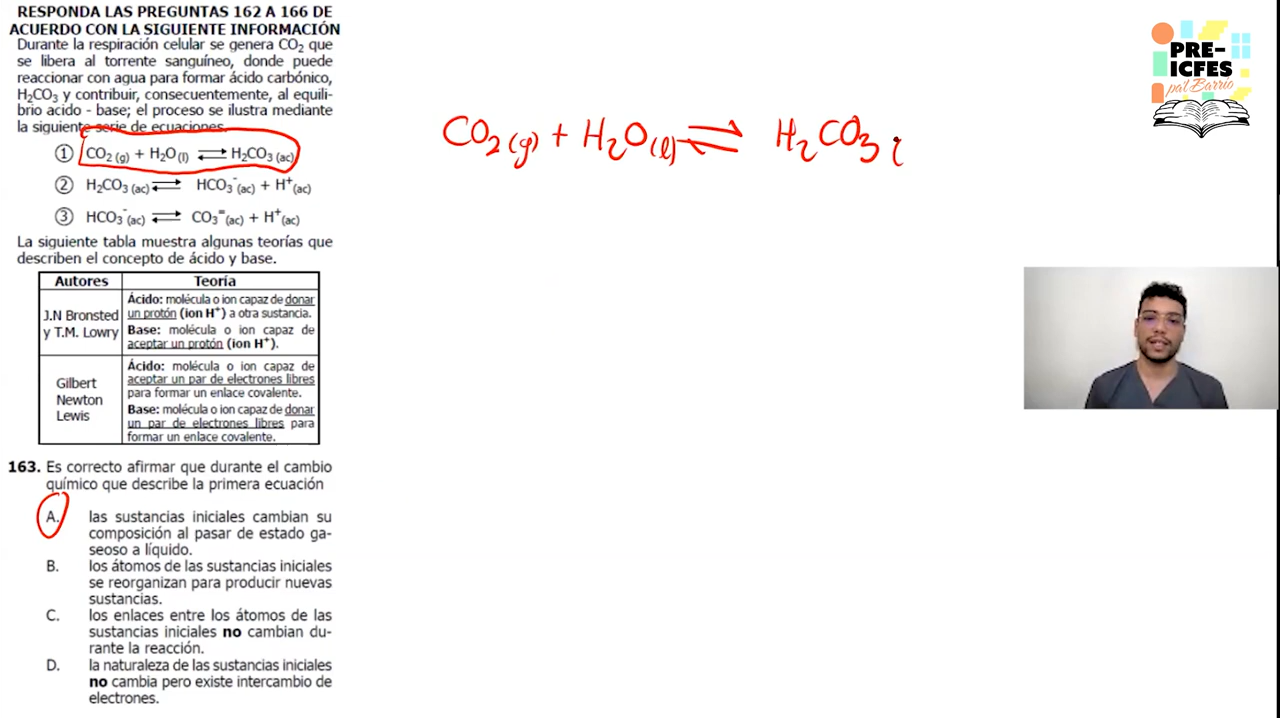 RESPONDA LAS PREGUNTAS 162 A 166 DE
ACUERDO CON LA SIGUIENTE INFORMACIÓN
Durante la respiración celular se genera CO₂ que
se libera al torrente sanguíneo, donde puede
reaccionar con agua para formar ácido carbónico,
H₂CO₃ y contribuir, consecuentemente, al equili-
brio acido - base; el proceso se ilustra mediante
la siguiente serie de ecuaciones.
① CO₂ (g) + H₂O(l) ⇌ H₂CO₃ (ac)
② H₂CO₃ (ac) ⇌ HCO₃⁻(ac) + H⁺(ac)
③ HCO₃⁻(ac) ⇌ CO₃⁼(ac) + H⁺(ac)
La siguiente tabla muestra algunas teorías que
describen el concepto de ácido y base.
Autores Teoría
J.N Bronsted
y T.M. Lowry
Ácido: molécula o ion capaz de donar
un protón (ion H⁺) a otra sustancia.
Base: molécula o ion capaz de
aceptar un protón (ion H⁺).
Gilbert
Newton
Lewis
Ácido: molécula o ion capaz de
aceptar un par de electrones libres
para formar un enlace covalente.
Base: molécula o ion capaz de donar
un par de electrones libres para
formar un enlace covalente.
163. Es correcto afirmar que durante el cambio
químico que describe la primera ecuación
A. las sustancias iniciales cambian su
composición al pasar de estado ga-
seoso a líquido.
B. los átomos de las sustancias iniciales
se reorganizan para producir nuevas
sustancias.
C. los enlaces entre los átomos de las
sustancias iniciales no cambian du-
rante la reacción.
D. la naturaleza de las sustancias iniciales
no cambia pero existe intercambio de
electrones.
CO₂(g) + H₂O(l) ⇌ H₂CO₃
PRE-
ICFES
pa'l Barrio